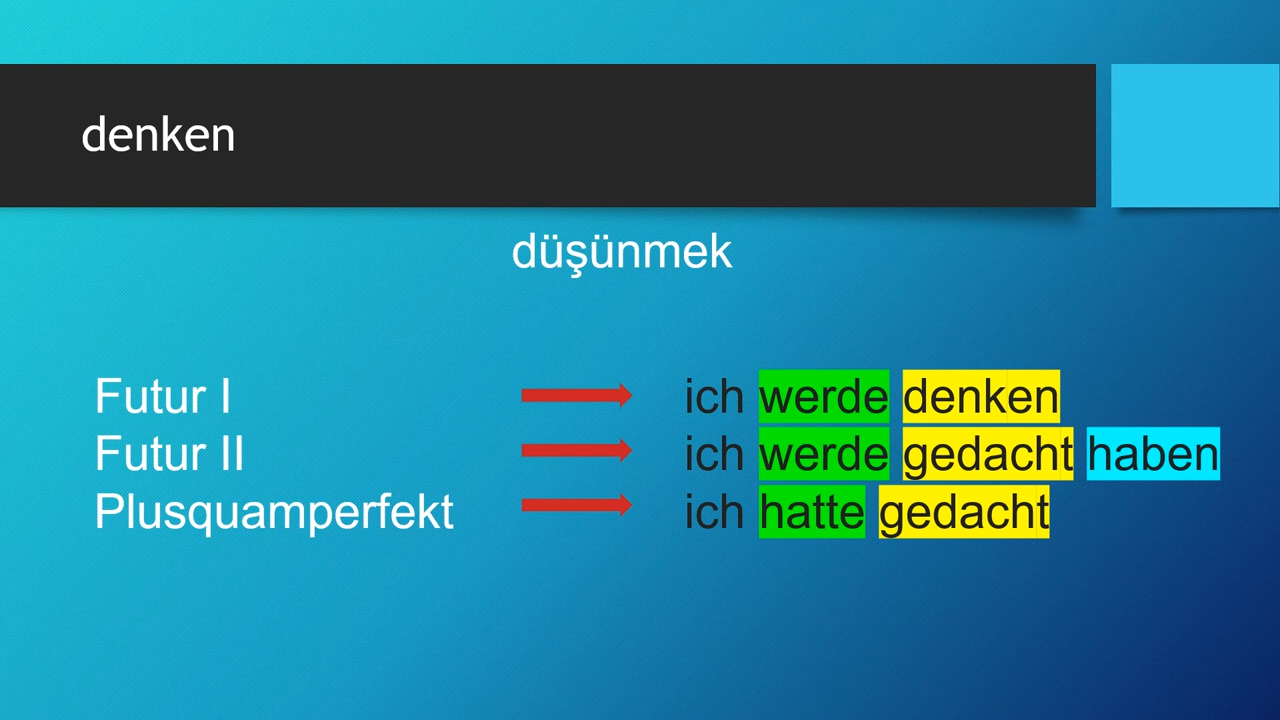 denken
düşünmek
Futur I ich werde denken
Futur II ich werde gedacht haben
Plusquamperfekt ich hatte gedacht